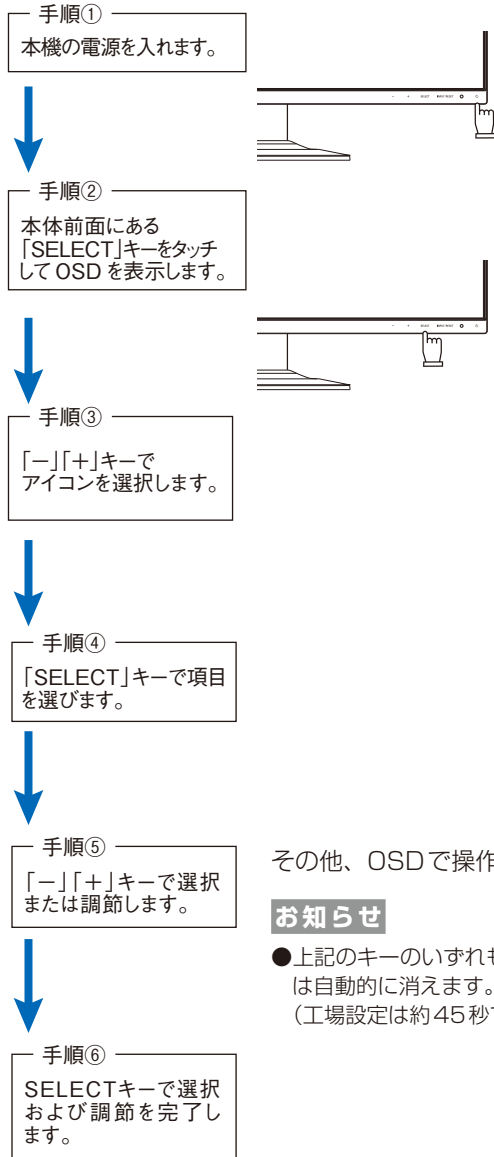 手順①
本機の電源を入れます。
手順②
本体前面にある
「SELECT」キーをタッチ
して OSD を表示します。
手順③
「－」「＋」キーで
アイコンを選択します。
手順④
「SELECT」キーで項目
を選びます。
手順⑤
「－」「＋」キーで選択
または調節します。
手順⑥
SELECTキーで選択
および調節を完了し
ます。
その他、OSDで操作
お知らせ
●上記のキーのいずれも
は自動的に消えます。
（工場設定は約45秒